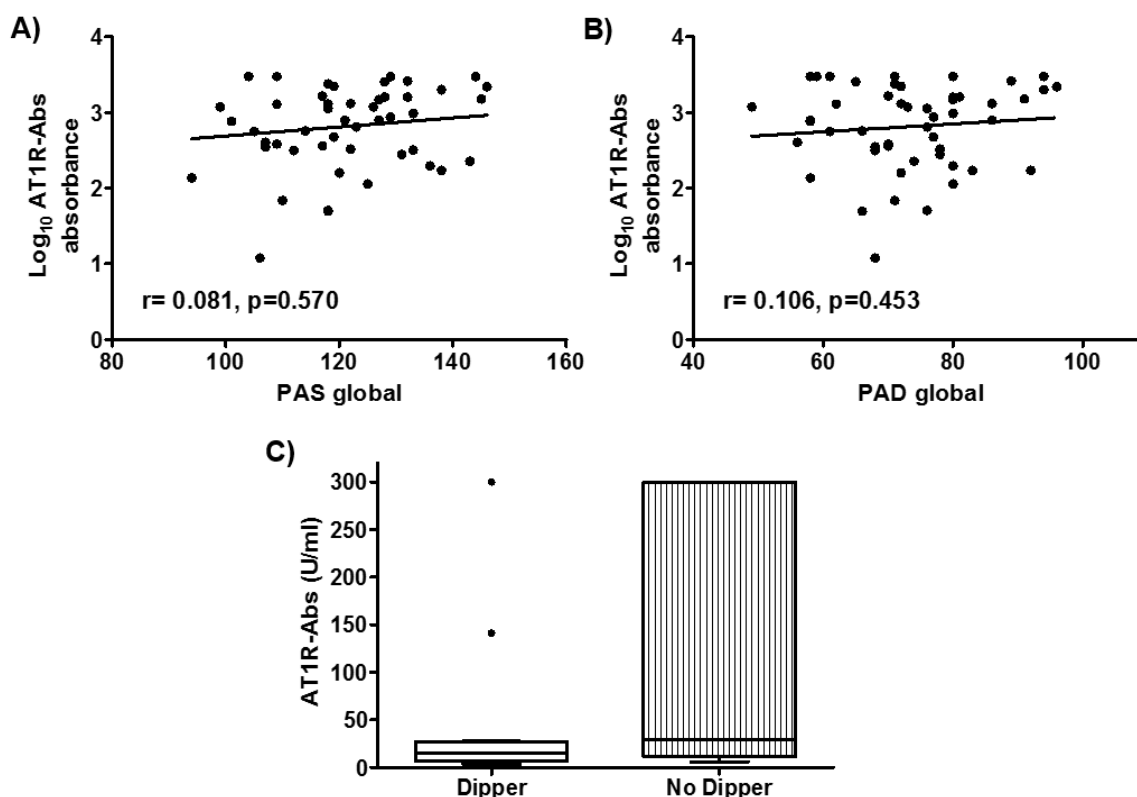 A)
Log10 AT1R-Abs
absorbance
4
3
2
1
0
r= 0.081, p=0.570
80 100 120 140 160
PAS global
B)
Log10 AT1R-Abs
absorbance
4
3
2
1
0
r= 0.106, p=0.453
40 60 80 100
PAD global
C)
AT1R-Abs (U/ml)
300
250
200
150
100
50
0
Dipper No Dipper